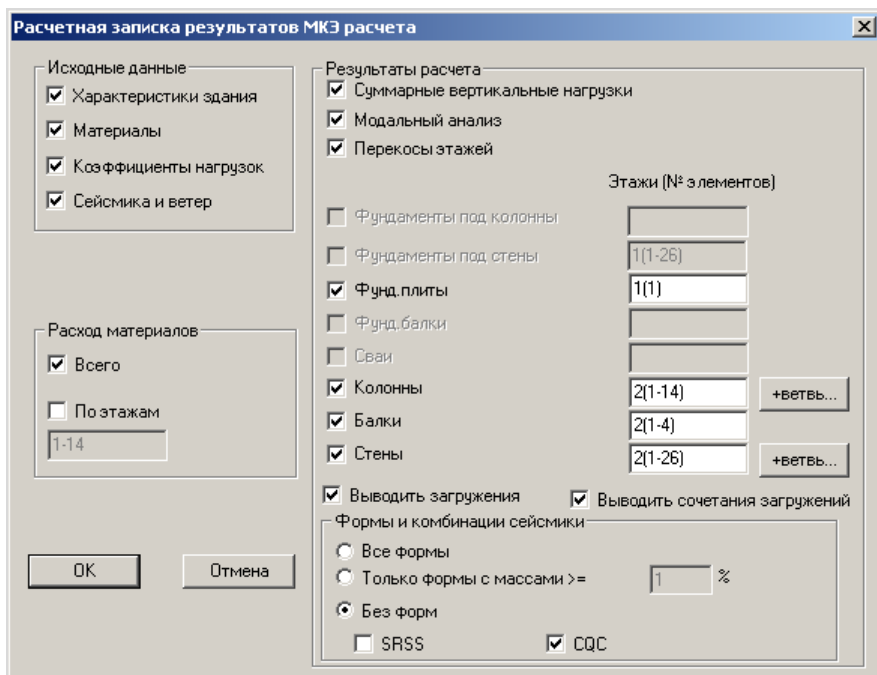 Расчетная записка результатов МКЭ расчета
Исходные данные
Характеристики здания
Материалы
Коэффициенты нагрузок
Сейсмика и ветер
Расход материалов
Всего
По этажам
1-14
OK
Отмена
Результаты расчета
Суммарные вертикальные нагрузки
Модальный анализ
Перекосы этажей
Этажи (№ элементов)
Фундаменты под колонны
Фундаменты под стены 1(1-26)
Фунд.плиты 1(1)
Фунд.балки
Сваи
Колонны 2(1-14) +ветвь...
Балки 2(1-4)
Стены 2(1-26) +ветвь...
Выводить загружения Выводить сочетания загружений
Формы и комбинации сейсмики
Все формы
Только формы с массами >= 1 %
Без форм
SRSS CQC